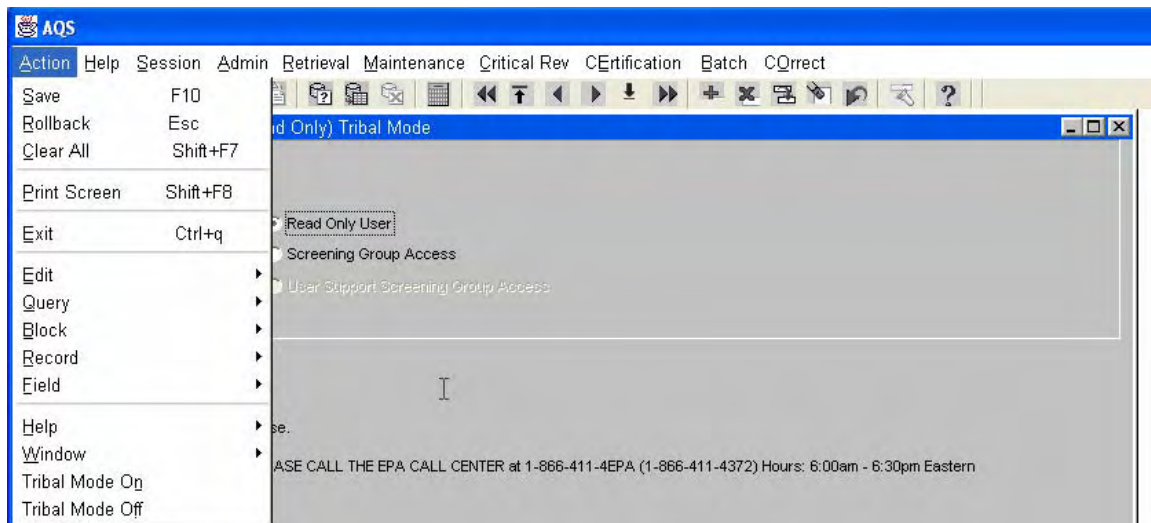 AQS
Action Help Session Admin Retrieval Maintenance Critical Rev CErtification Batch COrrect
Save F10
Rollback Esc
Clear All Shift+F7
Print Screen Shift+F8
Exit Ctrl+q
Edit
Query
Block
Record
Field
Help
Window
Tribal Mode On
Tribal Mode Off
d Only) Tribal Mode
Read Only User
Screening Group Access
User Support Screening Group Access
se.
ASE CALL THE EPA CALL CENTER at 1-866-411-4EPA (1-866-411-4372) Hours: 6:00am - 6:30pm Eastern